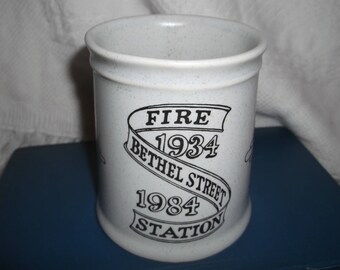 FIRE
1934
BETHEL STREET
1984
STATION